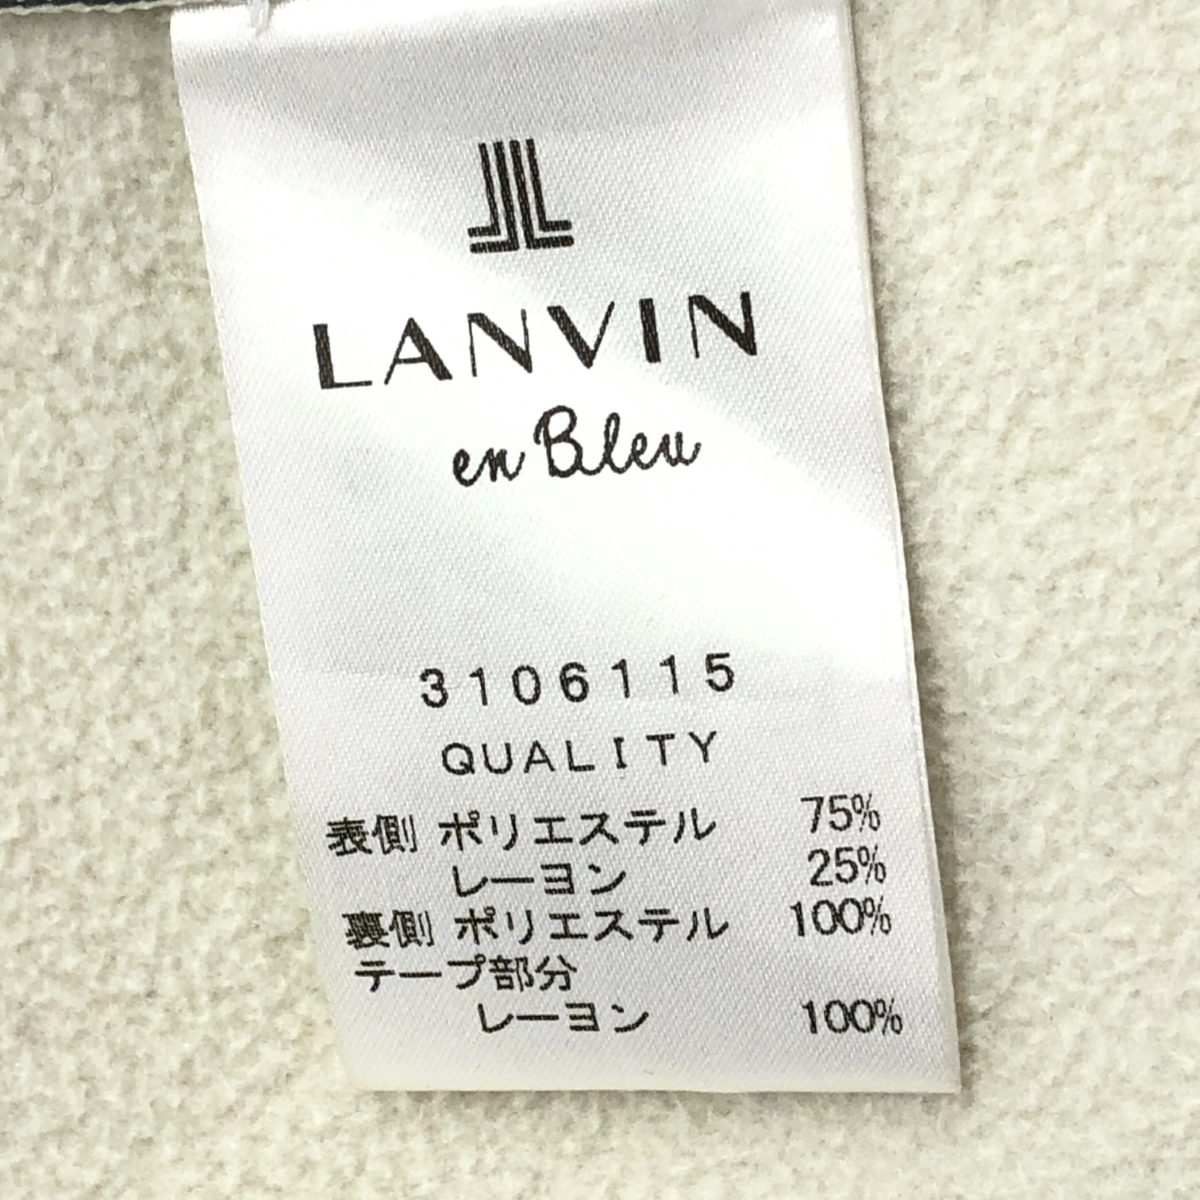 LANVIN
en Bleu
3106115
QUALITY
表側 ポリエステル 75%
レーヨン 25%
裏側 ポリエステル 100%
テープ部分
レーヨン 100%